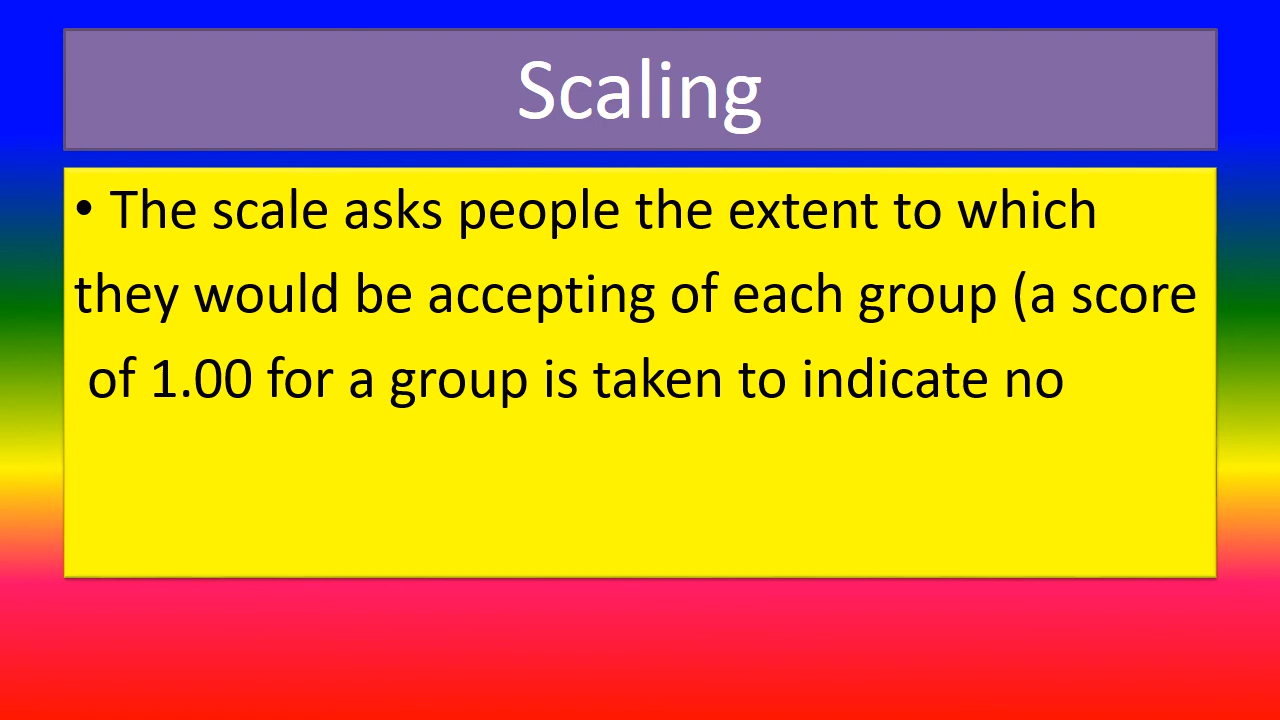 Scaling
• The scale asks people the extent to which
they would be accepting of each group (a score
of 1.00 for a group is taken to indicate no